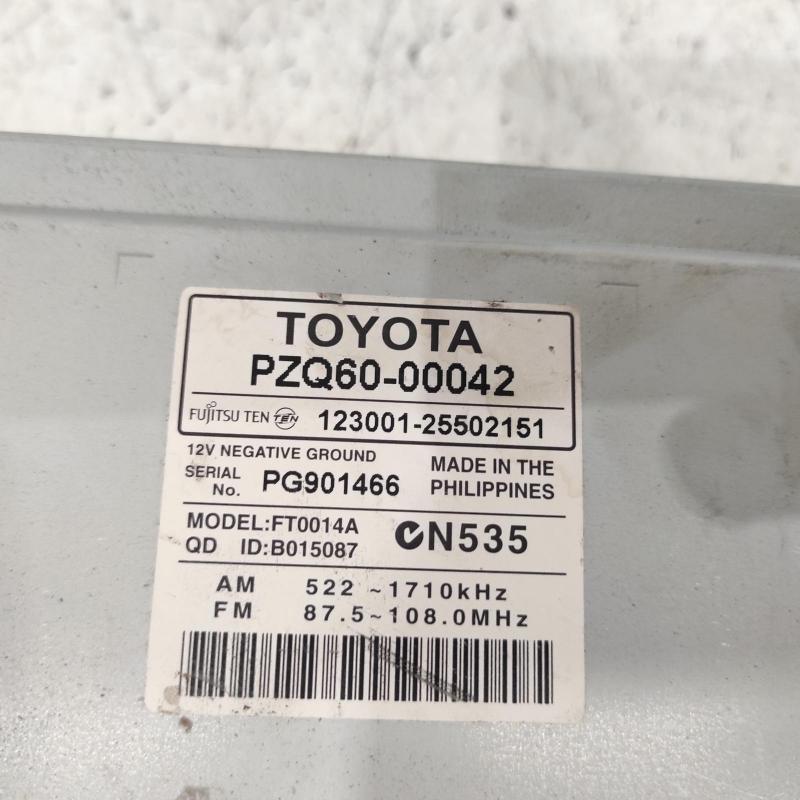 TOYOTA
PZQ60-00042
FUJITSU TEN TEN 123001-25502151
12V NEGATIVE GROUND
SERIAL No. PG901466
MADE IN THE PHILIPPINES
MODEL:FT0014A
QD ID:B015087
N535
AM 522 ~1710kHz
FM 87.5~108.0MHz